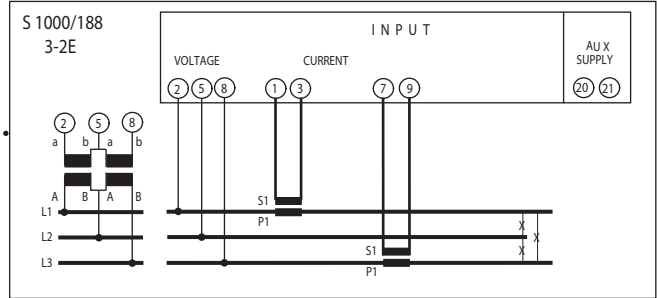 S 1000/188
3-2E
INPUT
VOLTAGE CURRENT
AUX
SUPPLY
2 5 8 1 3 7 9 20 21
2 5 8
a b a b
A B A B
L1
L2
L3
S1
P1
S1
P1
X
X
X